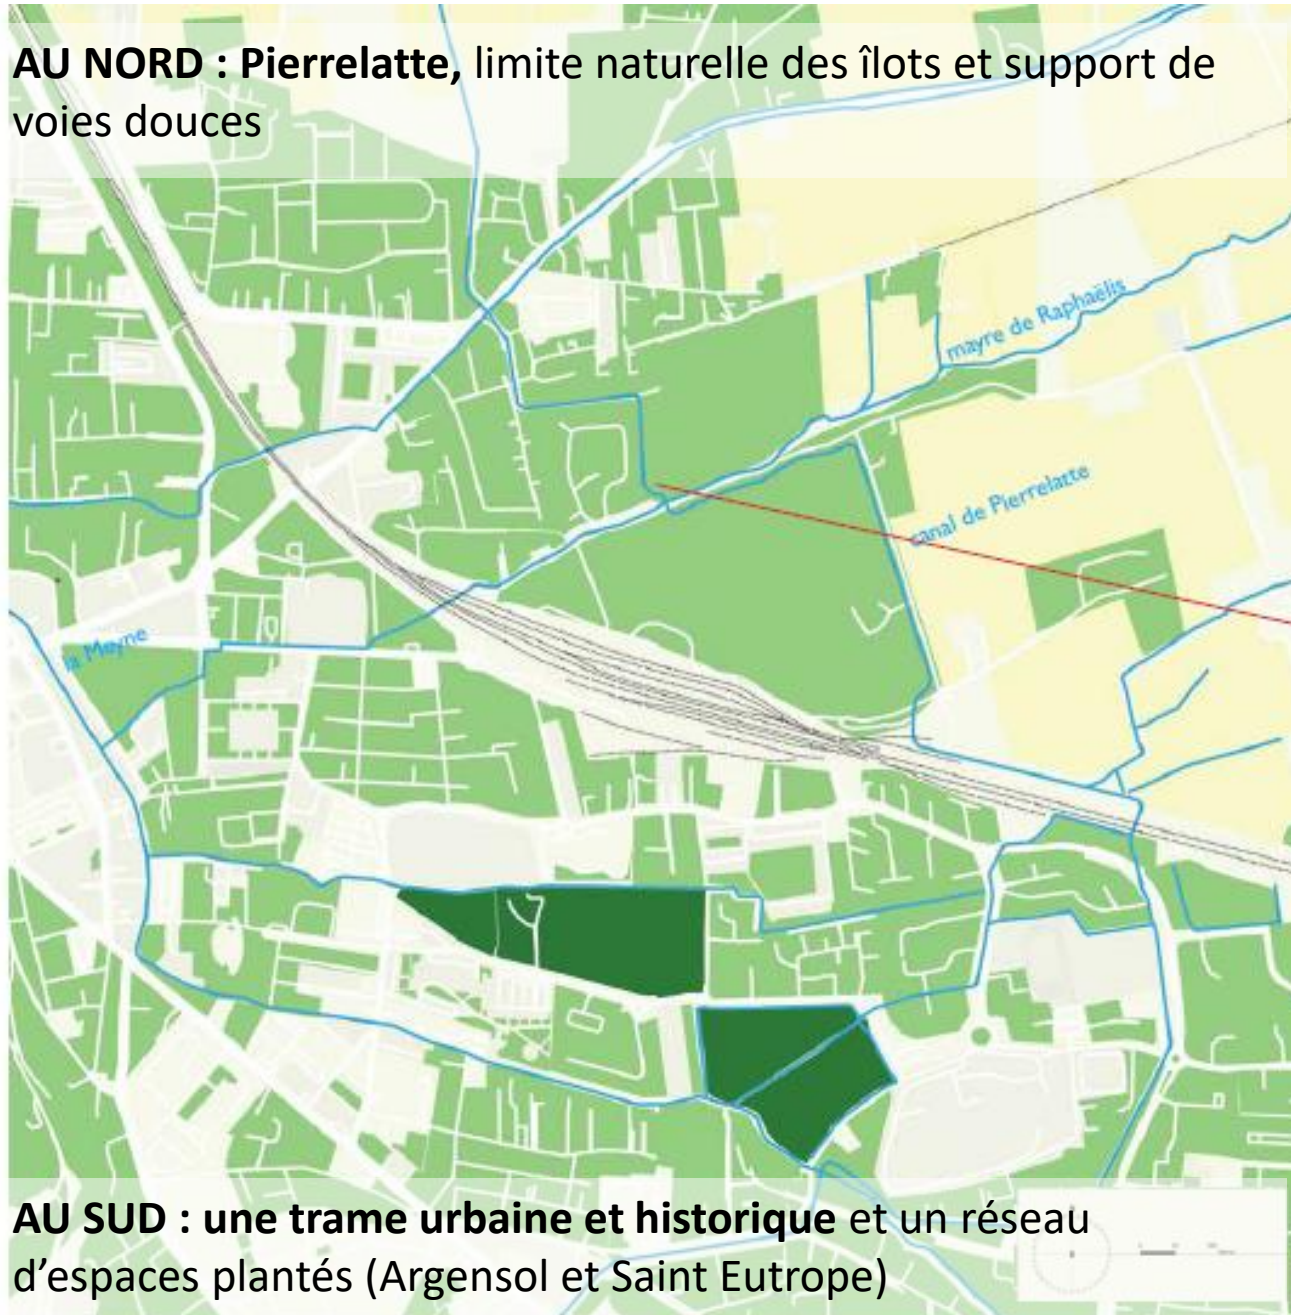 AU NORD : Pierrelatte, limite naturelle des îlots et support de
voies douces
mayre de Raphaëlis
canal de Pierrelatte
la Meyne
AU SUD : une trame urbaine et historique et un réseau
d’espaces plantés (Argensol et Saint Eutrope)